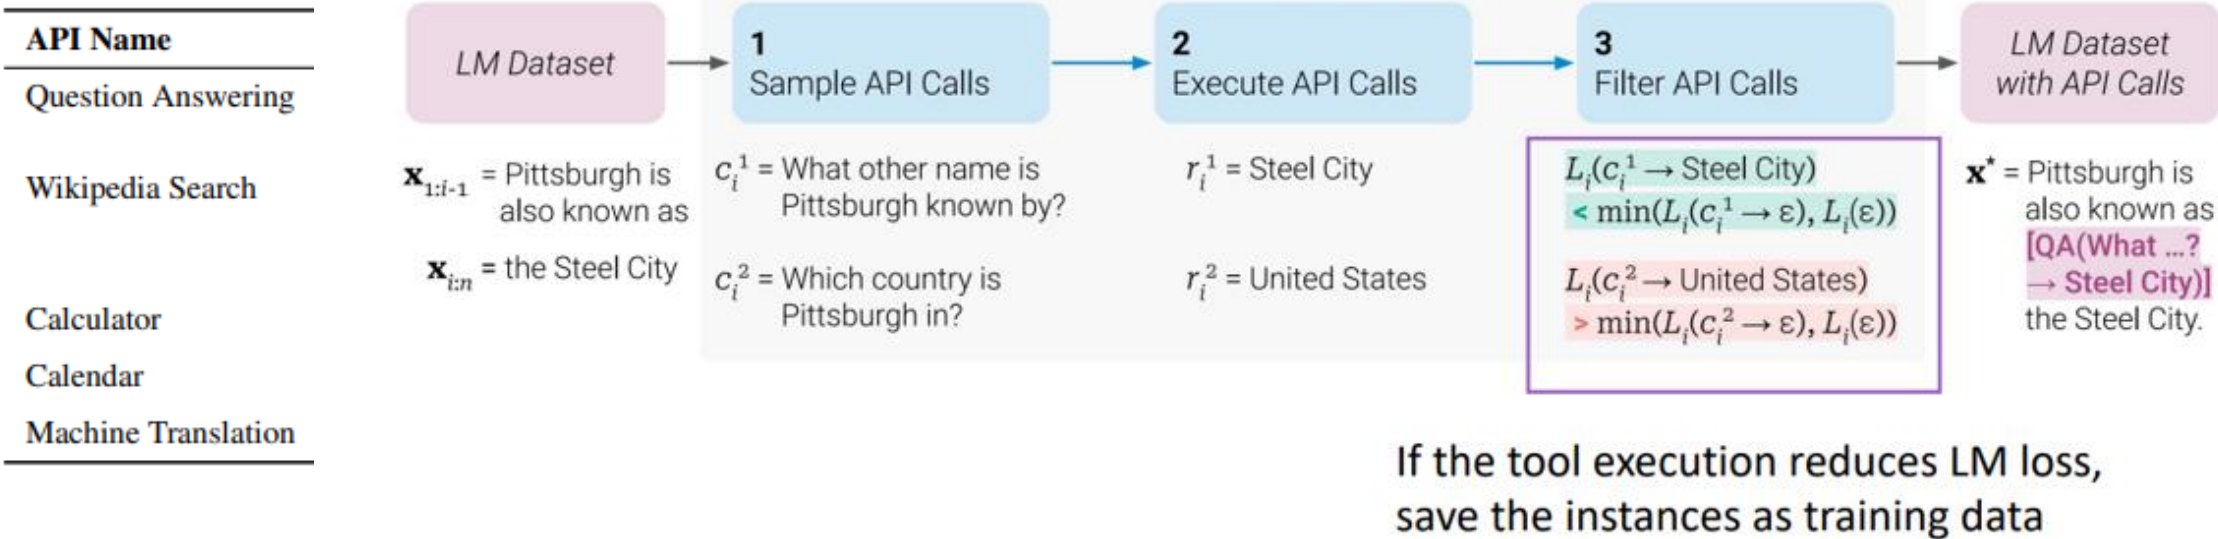 API Name
Question Answering
Wikipedia Search
Calculator
Calendar
Machine Translation
LM Dataset
1
Sample API Calls
2
Execute API Calls
3
Filter API Calls
LM Dataset
with API Calls
x₁:ᵢ₋₁ = Pittsburgh is
also known as
xᵢ:ₙ = the Steel City
cᵢ¹ = What other name is
Pittsburgh known by?
cᵢ² = Which country is
Pittsburgh in?
rᵢ¹ = Steel City
rᵢ² = United States
Lᵢ(cᵢ¹ → Steel City)
< min(Lᵢ(cᵢ¹ → ε), Lᵢ(ε))
Lᵢ(cᵢ² → United States)
> min(Lᵢ(cᵢ² → ε), Lᵢ(ε))
x* = Pittsburgh is
also known as
[QA(What ...?
→ Steel City)]
the Steel City.
If the tool execution reduces LM loss,
save the instances as training data